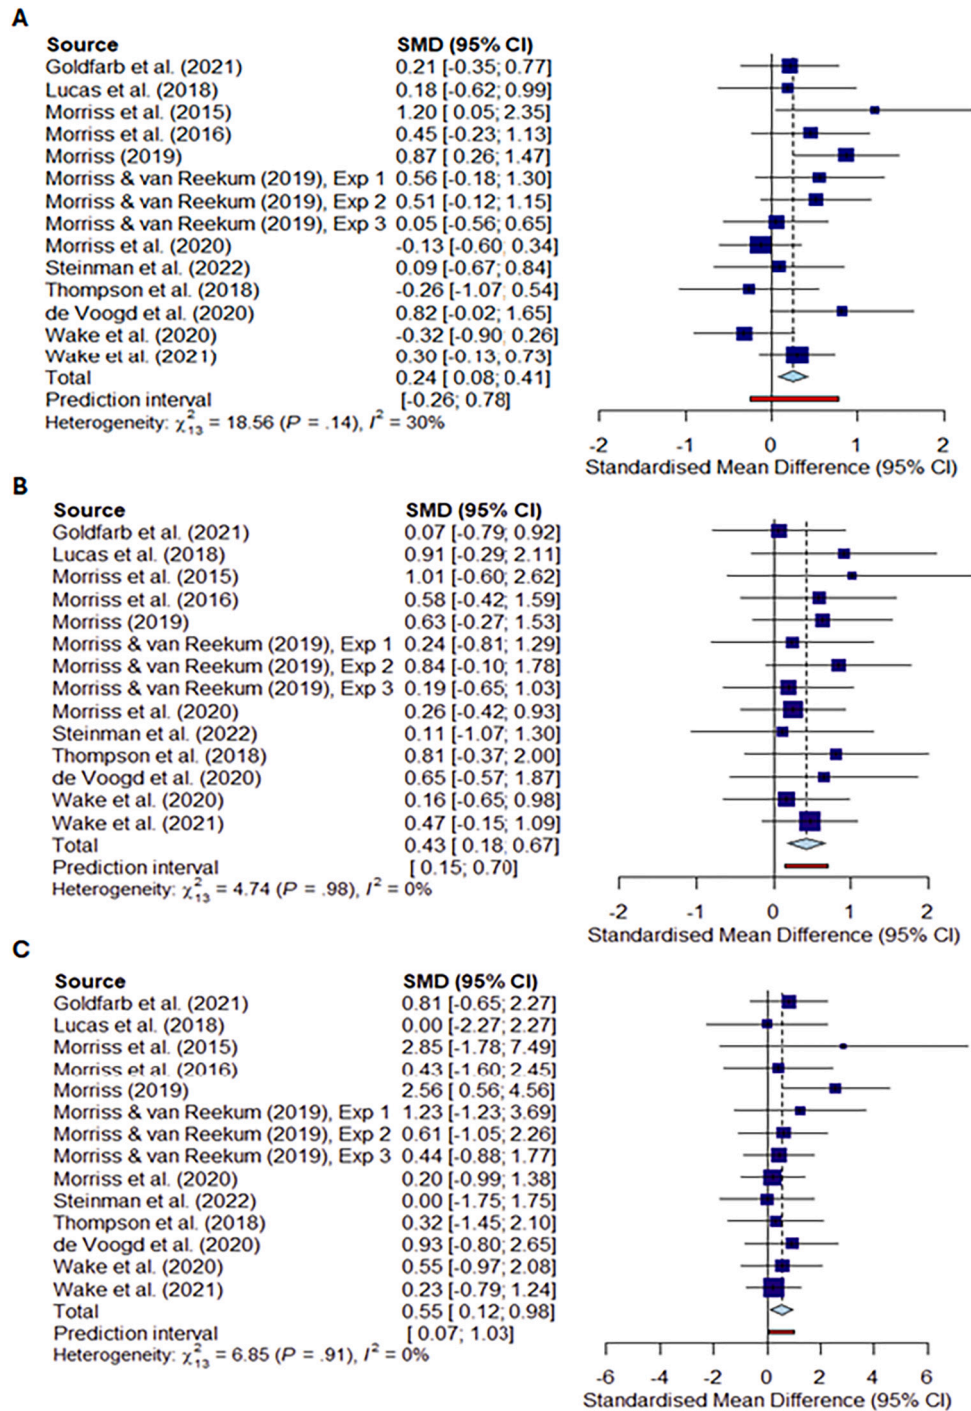 A
Source SMD (95% CI)
Goldfarb et al. (2021) 0.21 [-0.35; 0.77]
Lucas et al. (2018) 0.18 [-0.62; 0.99]
Morriss et al. (2015) 1.20 [ 0.05; 2.35]
Morriss et al. (2016) 0.45 [-0.23; 1.13]
Morriss (2019) 0.87 [ 0.26; 1.47]
Morriss & van Reekum (2019), Exp 1 0.56 [-0.18; 1.30]
Morriss & van Reekum (2019), Exp 2 0.51 [-0.12; 1.15]
Morriss & van Reekum (2019), Exp 3 0.05 [-0.56; 0.65]
Morriss et al. (2020) -0.13 [-0.60; 0.34]
Steinman et al. (2022) 0.09 [-0.67; 0.84]
Thompson et al. (2018) -0.26 [-1.07; 0.54]
de Voogd et al. (2020) 0.82 [-0.02; 1.65]
Wake et al. (2020) -0.32 [-0.90; 0.26]
Wake et al. (2021) 0.30 [-0.13; 0.73]
Total 0.24 [ 0.08; 0.41]
Prediction interval [-0.26; 0.78]
Heterogeneity: χ²₁₃ = 18.56 (P = .14), I² = 30%
-2 -1 0 1 2
Standardised Mean Difference (95% CI)
B
Source SMD (95% CI)
Goldfarb et al. (2021) 0.07 [-0.79; 0.92]
Lucas et al. (2018) 0.91 [-0.29; 2.11]
Morriss et al. (2015) 1.01 [-0.60; 2.62]
Morriss et al. (2016) 0.58 [-0.42; 1.59]
Morriss (2019) 0.63 [-0.27; 1.53]
Morriss & van Reekum (2019), Exp 1 0.24 [-0.81; 1.29]
Morriss & van Reekum (2019), Exp 2 0.84 [-0.10; 1.78]
Morriss & van Reekum (2019), Exp 3 0.19 [-0.65; 1.03]
Morriss et al. (2020) 0.26 [-0.42; 0.93]
Steinman et al. (2022) 0.11 [-1.07; 1.30]
Thompson et al. (2018) 0.81 [-0.37; 2.00]
de Voogd et al. (2020) 0.65 [-0.57; 1.87]
Wake et al. (2020) 0.16 [-0.65; 0.98]
Wake et al. (2021) 0.47 [-0.15; 1.09]
Total 0.43 [ 0.18; 0.67]
Prediction interval [ 0.15; 0.70]
Heterogeneity: χ²₁₃ = 4.74 (P = .98), I² = 0%
-2 -1 0 1 2
Standardised Mean Difference (95% CI)
C
Source SMD (95% CI)
Goldfarb et al. (2021) 0.81 [-0.65; 2.27]
Lucas et al. (2018) 0.00 [-2.27; 2.27]
Morriss et al. (2015) 2.85 [-1.78; 7.49]
Morriss et al. (2016) 0.43 [-1.60; 2.45]
Morriss (2019) 2.56 [ 0.56; 4.56]
Morriss & van Reekum (2019), Exp 1 1.23 [-1.23; 3.69]
Morriss & van Reekum (2019), Exp 2 0.61 [-1.05; 2.26]
Morriss & van Reekum (2019), Exp 3 0.44 [-0.88; 1.77]
Morriss et al. (2020) 0.20 [-0.99; 1.38]
Steinman et al. (2022) 0.00 [-1.75; 1.75]
Thompson et al. (2018) 0.32 [-1.45; 2.10]
de Voogd et al. (2020) 0.93 [-0.80; 2.65]
Wake et al. (2020) 0.55 [-0.97; 2.08]
Wake et al. (2021) 0.23 [-0.79; 1.24]
Total 0.55 [ 0.12; 0.98]
Prediction interval [ 0.07; 1.03]
Heterogeneity: χ²₁₃ = 6.85 (P = .91), I² = 0%
-6 -4 -2 0 2 4 6
Standardised Mean Difference (95% CI)